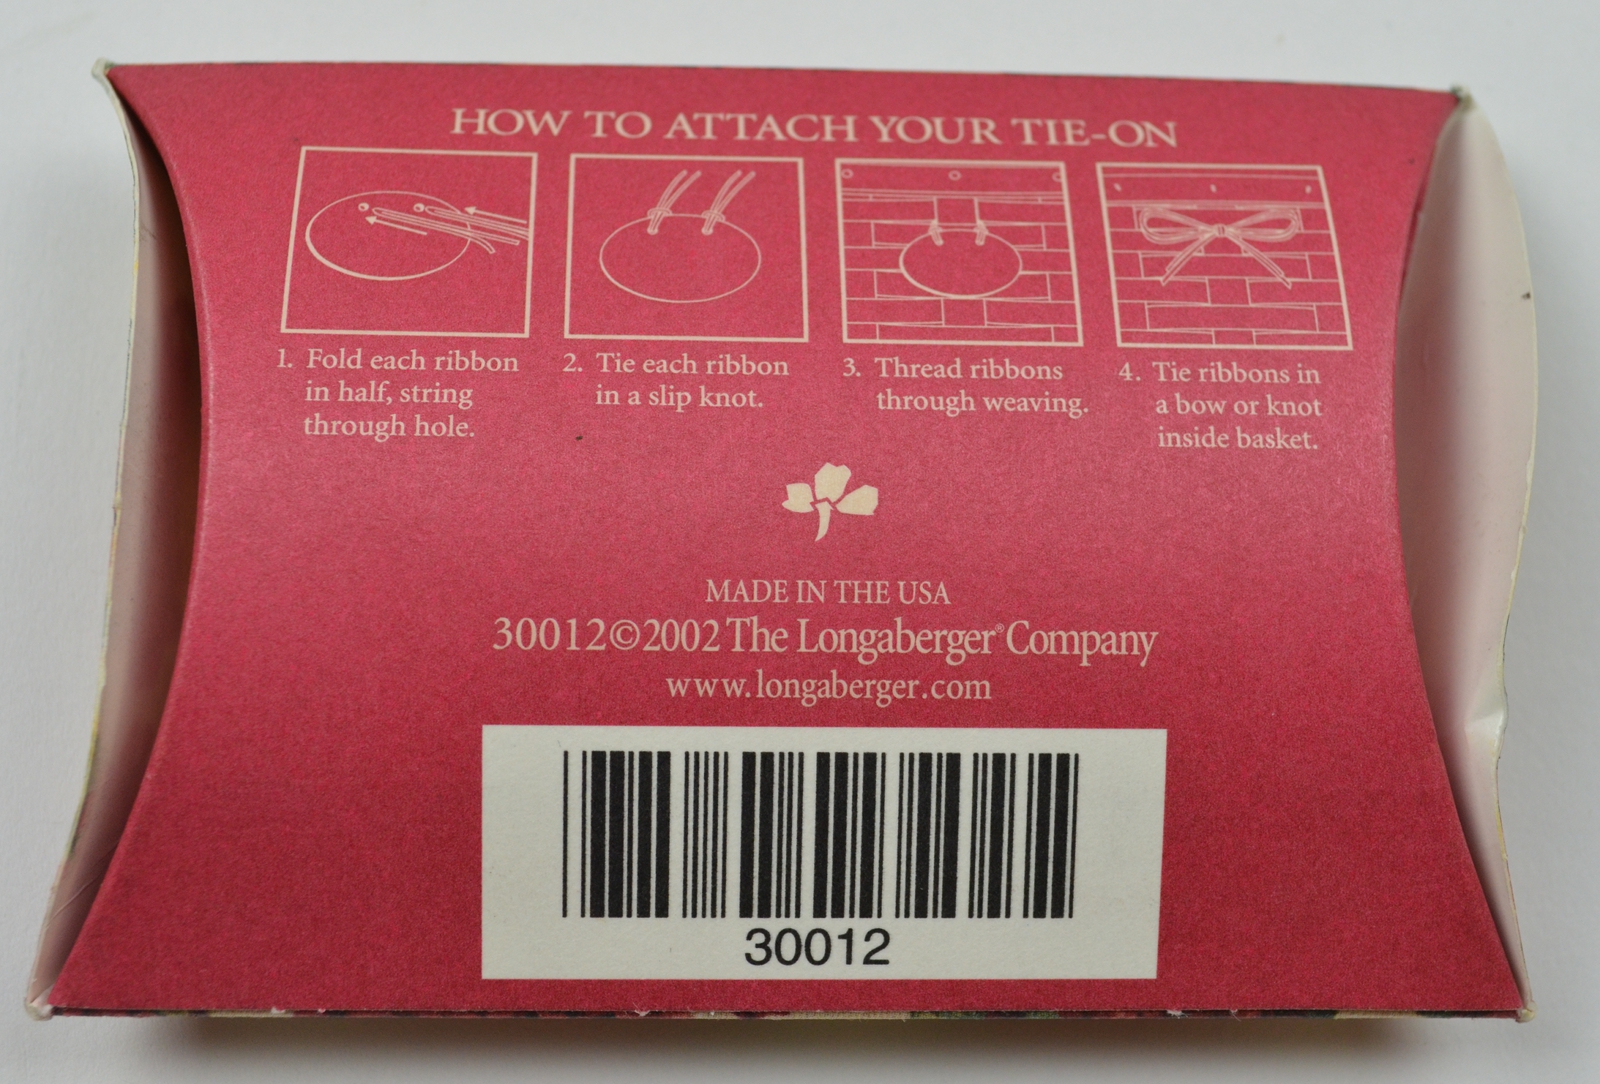 HOW TO ATTACH YOUR TIE-ON
1. Fold each ribbon
in half, string
through hole.
2. Tie each ribbon
in a slip knot.
3. Thread ribbons
through weaving.
4. Tie ribbons in
a bow or knot
inside basket.
MADE IN THE USA
30012©2002 The Longaberger® Company
www.longaberger.com
30012